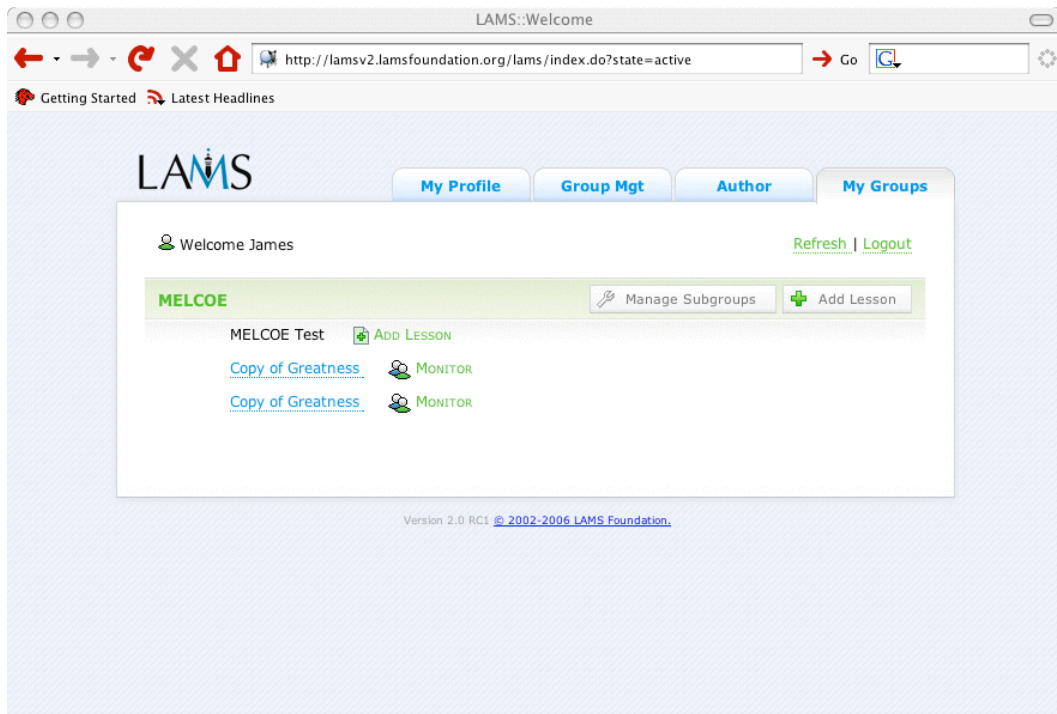 LAMS::Welcome
http://lamsv2.lamsfoundation.org/lams/index.do?state=active Go G
Getting Started Latest Headlines
LAMS
My Profile Group Mgt Author My Groups
Welcome James Refresh | Logout
MELCOE Manage Subgroups Add Lesson
MELCOE Test Add Lesson
Copy of Greatness Monitor
Copy of Greatness Monitor
Version 2.0 RC1 © 2002-2006 LAMS Foundation.